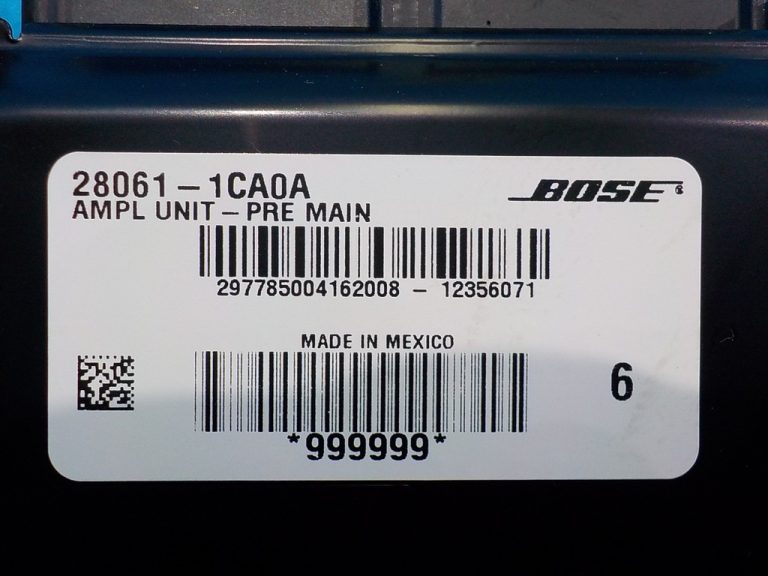 28061-1CA0A
AMPL UNIT-PRE MAIN
BOSE
297785004162008 - 12356071
MADE IN MEXICO
6
*999999*